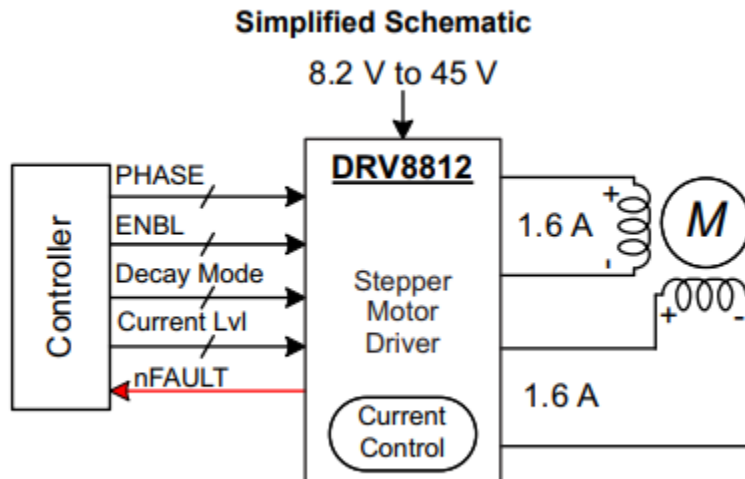 Simplified Schematic
8.2 V to 45 V
DRV8812
Controller
PHASE
ENBL
Decay Mode
Current Lvl
nFAULT
Stepper
Motor
Driver
Current
Control
1.6 A
+
-
M
+
-
1.6 A